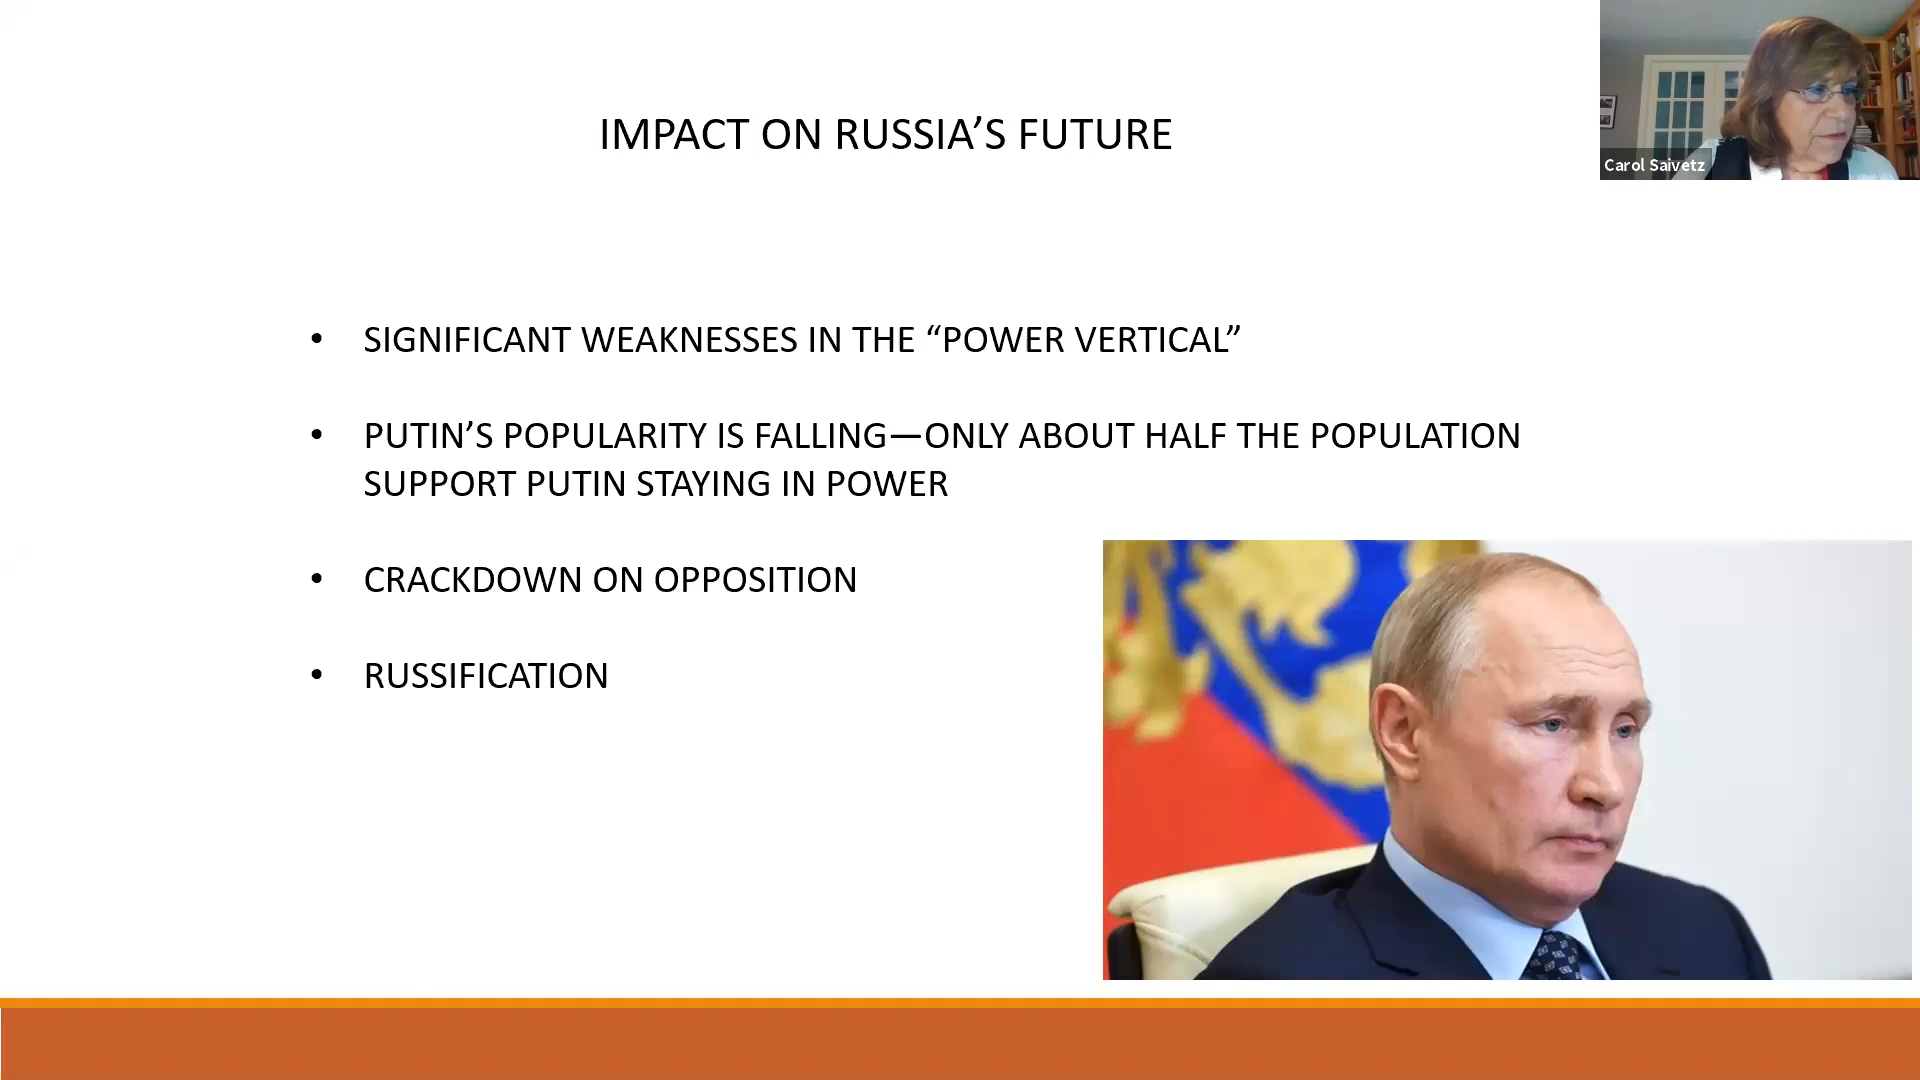 IMPACT ON RUSSIA’S FUTURE
Carol Saivetz
• SIGNIFICANT WEAKNESSES IN THE “POWER VERTICAL”
• PUTIN’S POPULARITY IS FALLING—ONLY ABOUT HALF THE POPULATION
SUPPORT PUTIN STAYING IN POWER
• CRACKDOWN ON OPPOSITION
• RUSSIFICATION